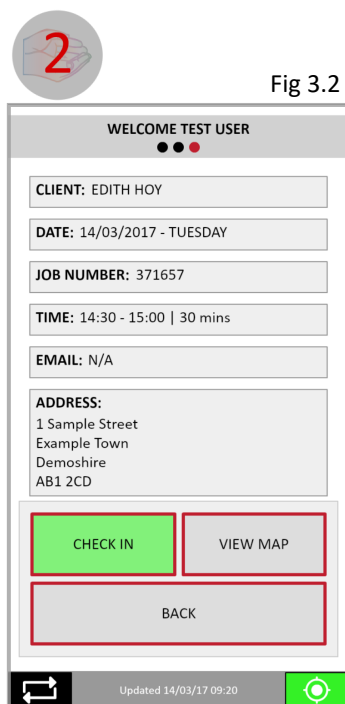 2
Fig 3.2
WELCOME TEST USER
CLIENT: EDITH HOY
DATE: 14/03/2017 - TUESDAY
JOB NUMBER: 371657
TIME: 14:30 - 15:00 | 30 mins
EMAIL: N/A
ADDRESS:
1 Sample Street
Example Town
Demoshire
AB1 2CD
CHECK IN
VIEW MAP
BACK
Updated 14/03/17 09:20